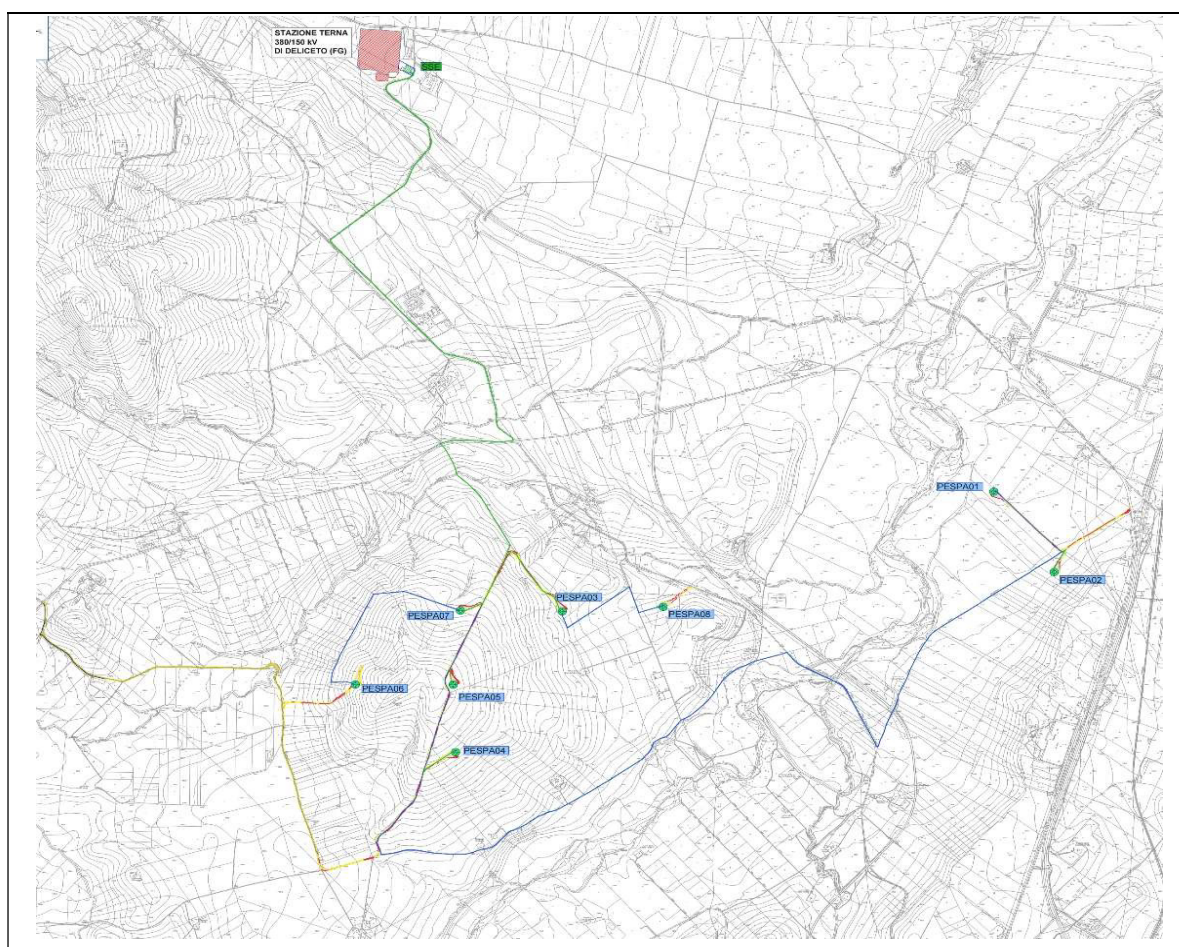 STAZIONE TERNA
380/150 kV
DI DELICETO (FG)
SSE
PESPA01
PESPA02
PESPA03
PESPA07
PESPA08
PESPA06
PESPA05
PESPA04